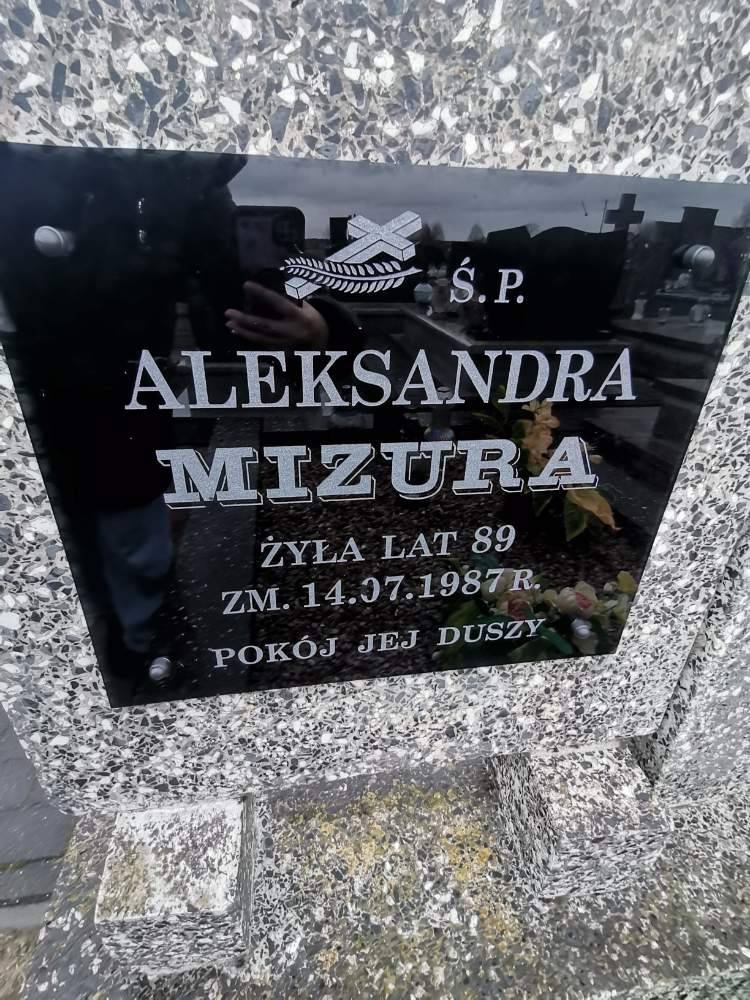 Ś.P.
ALEKSANDRA
MIZURA
ŻYŁA LAT 89
ZM. 14.07.1987 R.
POKÓJ JEJ DUSZY